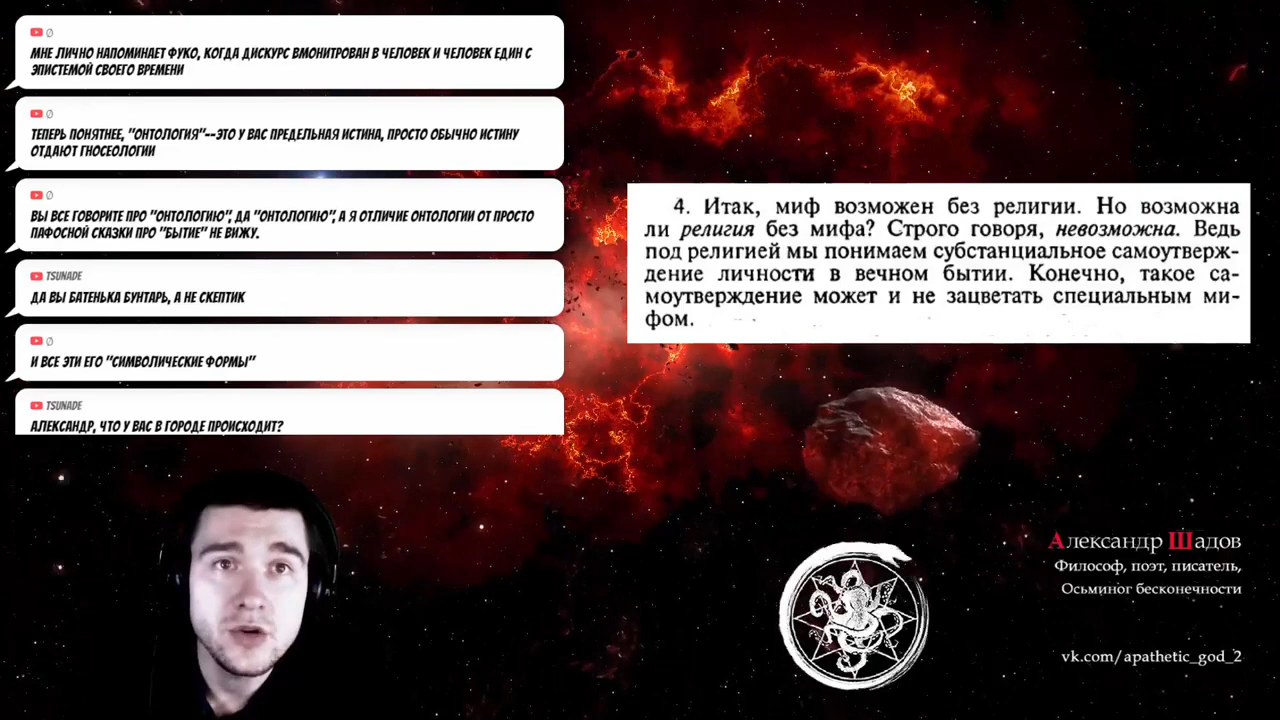 Ø
МНЕ ЛИЧНО НАПОМИНАЕТ ФУКО, КОГДА ДИСКУРС ВМОНИТРОВАН В ЧЕЛОВЕК И ЧЕЛОВЕК ЕДИН С
ЭПИСТЕМОЙ СВОЕГО ВРЕМЕНИ
Ø
ТЕПЕРЬ ПОНЯТНЕЕ, "ОНТОЛОГИЯ"--ЭТО У ВАС ПРЕДЕЛЬНАЯ ИСТИНА, ПРОСТО ОБЫЧНО ИСТИНУ
ОТДАЮТ ГНОСЕОЛОГИИ
Ø
ВЫ ВСЕ ГОВОРИТЕ ПРО "ОНТОЛОГИЮ", ДА "ОНТОЛОГИЮ", А Я ОТЛИЧИЕ ОНТОЛОГИИ ОТ ПРОСТО
ПАФОСНОЙ СКАЗКИ ПРО "БЫТИЕ" НЕ ВИЖУ.
TSUNADE
ДА ВЫ БАТЕНЬКА БУНТАРЬ, А НЕ СКЕПТИК
Ø
И ВСЕ ЭТИ ЕГО "СИМВОЛИЧЕСКИЕ ФОРМЫ"
TSUNADE
АЛЕКСАНДР, ЧТО У ВАС В ГОРОДЕ ПРОИСХОДИТ?
4. Итак, миф возможен без религии. Но возможна
ли религия без мифа? Строго говоря, невозможна. Ведь
под религией мы понимаем субстанциальное самоутверж-
дение личности в вечном бытии. Конечно, такое са-
моутверждение может и не зацветать специальным ми-
фом.
Александр Шадов
Философ, поэт, писатель,
Осьминог бесконечности
vk.com/apathetic_god_2